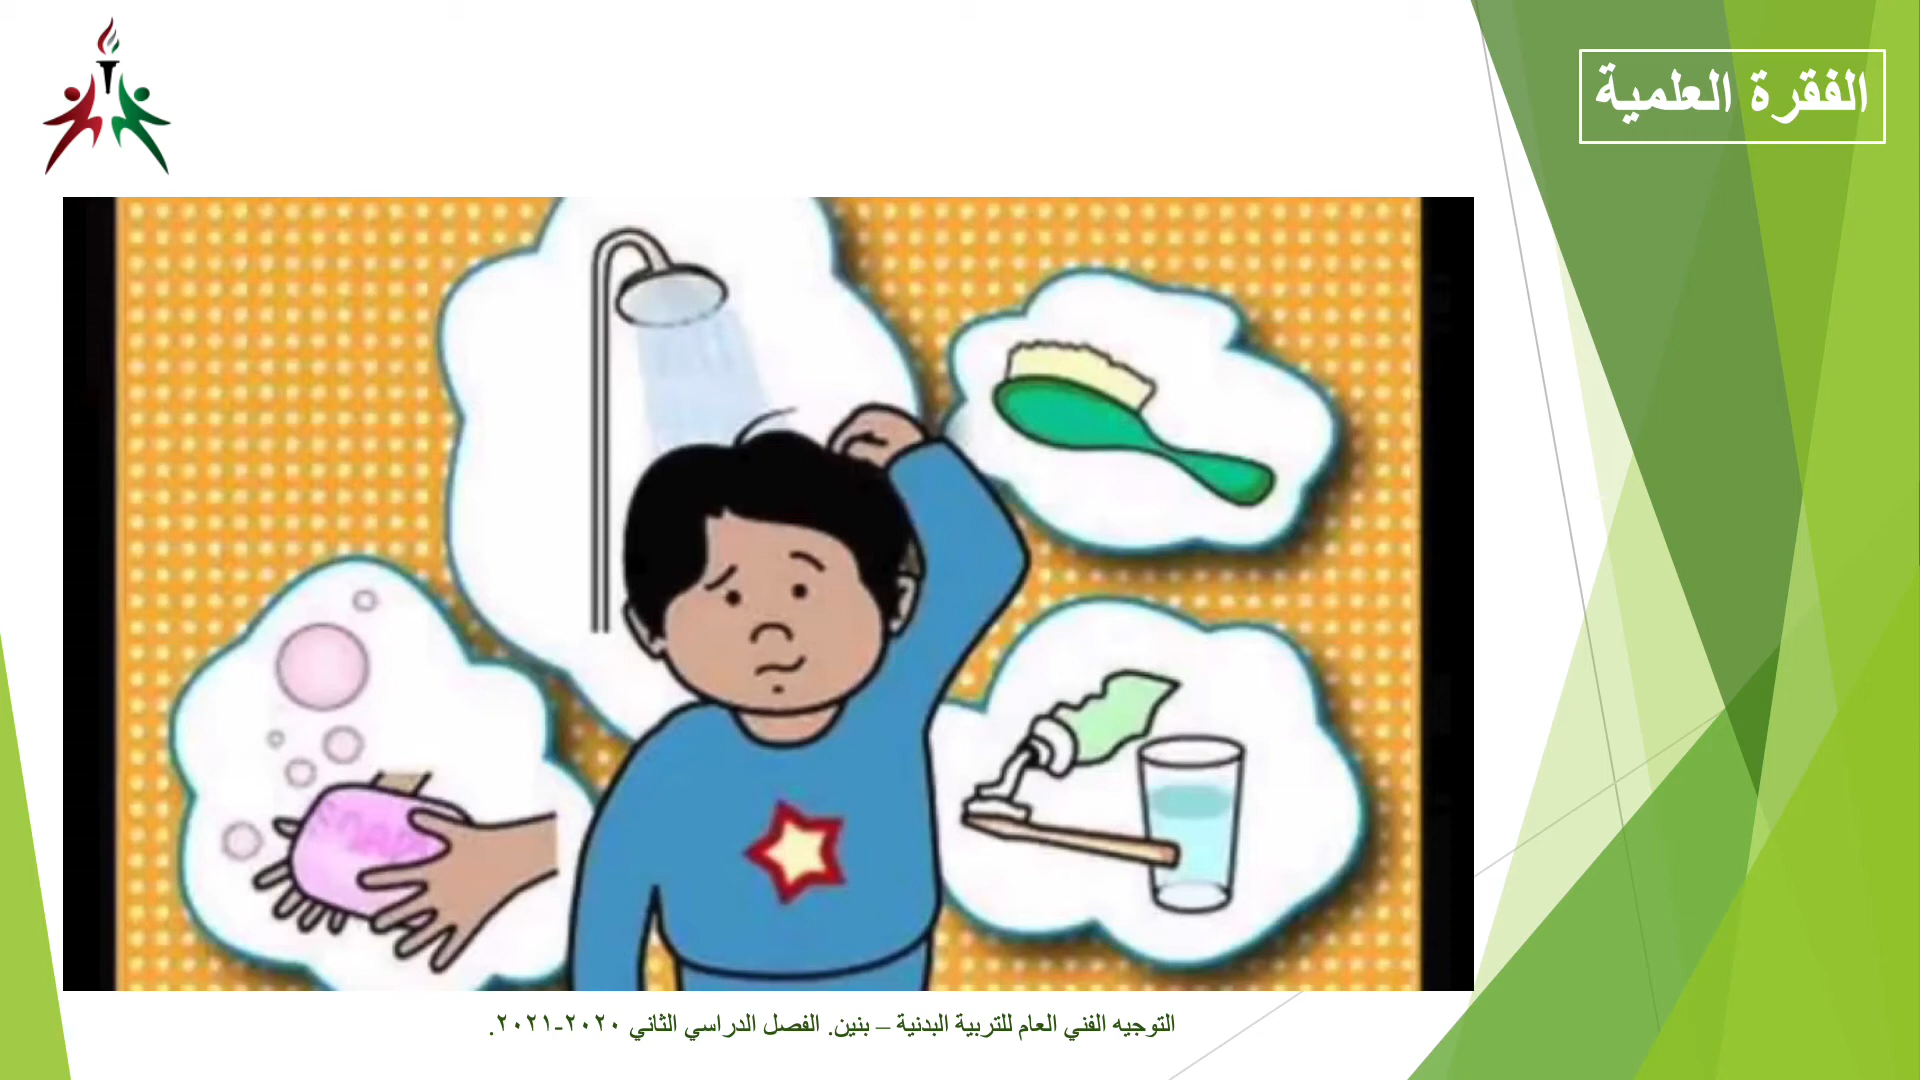 الفقرة العلمية
التوجيه الفني العام للتربية البدنية – بنين. الفصل الدراسي الثاني ٢٠٢٠-٢٠٢١.